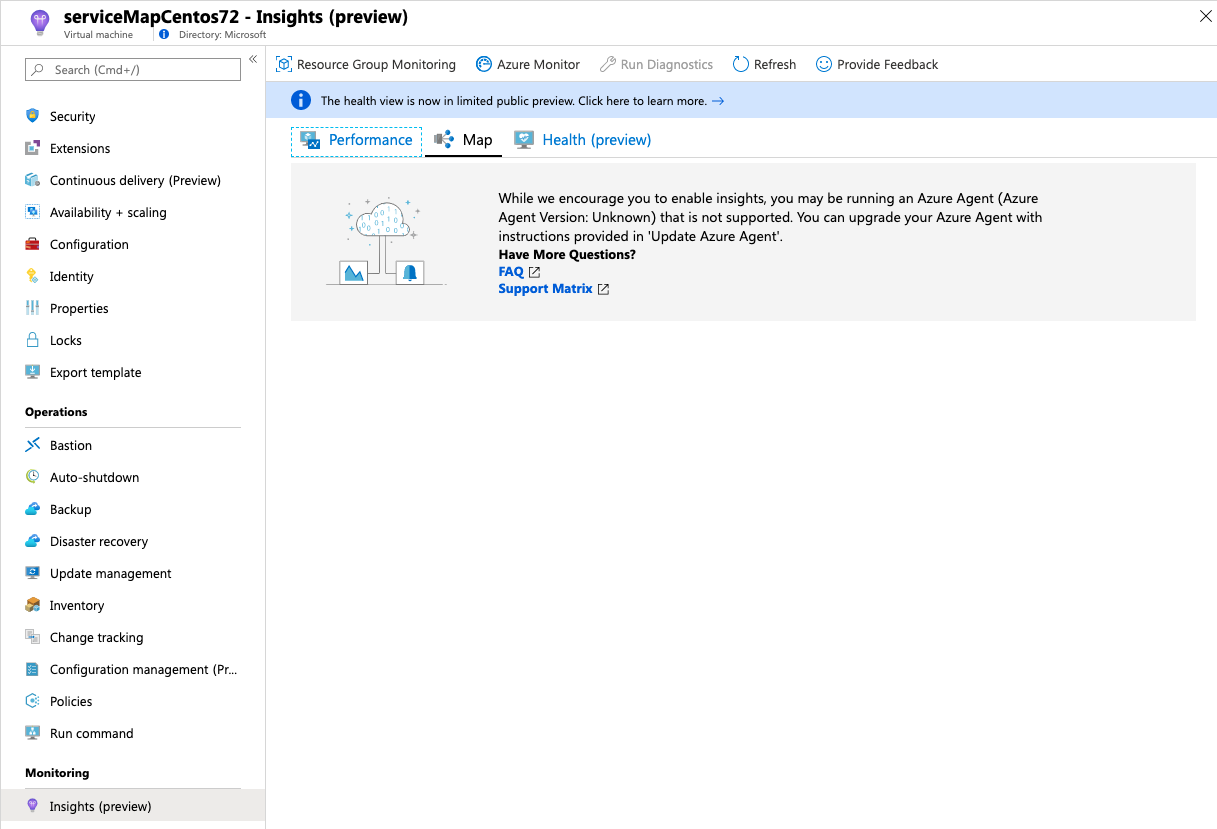 serviceMapCentos72 - Insights (preview)
Virtual machine
Directory: Microsoft
Search (Cmd+/)
Security
Extensions
Continuous delivery (Preview)
Availability + scaling
Configuration
Identity
Properties
Locks
Export template
Operations
Bastion
Auto-shutdown
Backup
Disaster recovery
Update management
Inventory
Change tracking
Configuration management (Pr...
Policies
Run command
Monitoring
Insights (preview)
Resource Group Monitoring
Azure Monitor
Run Diagnostics
Refresh
Provide Feedback
The health view is now in limited public preview. Click here to learn more. →
Performance
Map
Health (preview)
While we encourage you to enable insights, you may be running an Azure Agent (Azure
Agent Version: Unknown) that is not supported. You can upgrade your Azure Agent with
instructions provided in 'Update Azure Agent'.
Have More Questions?
FAQ
Support Matrix